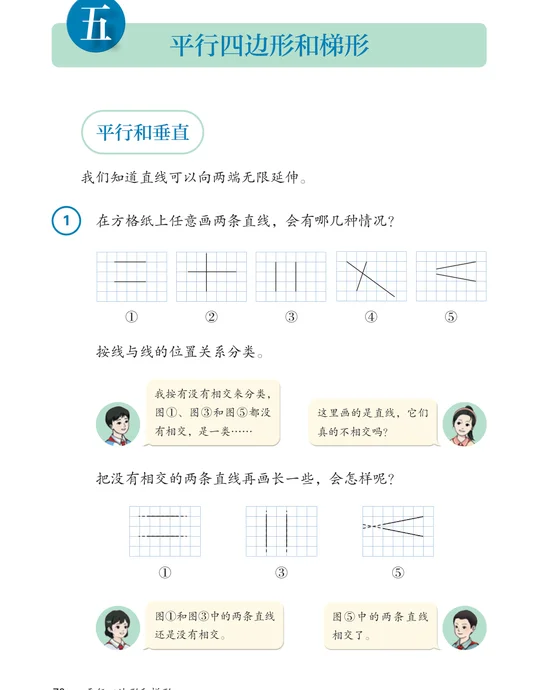 五
平行四边形和梯形
平行和垂直
我们知道直线可以向两端无限延伸。
1 在方格纸上任意画两条直线，会有哪几种情况？
① ② ③ ④ ⑤
按线与线的位置关系分类。
我按有没有相交来分类，
图①、图③和图⑤都没
有相交，是一类……
这里画的是直线，它们
真的不相交吗？
把没有相交的两条直线再画长一些，会怎样呢？
① ③ ⑤
图①和图③中的两条直线
还是没有相交。
图⑤中的两条直线
相交了。